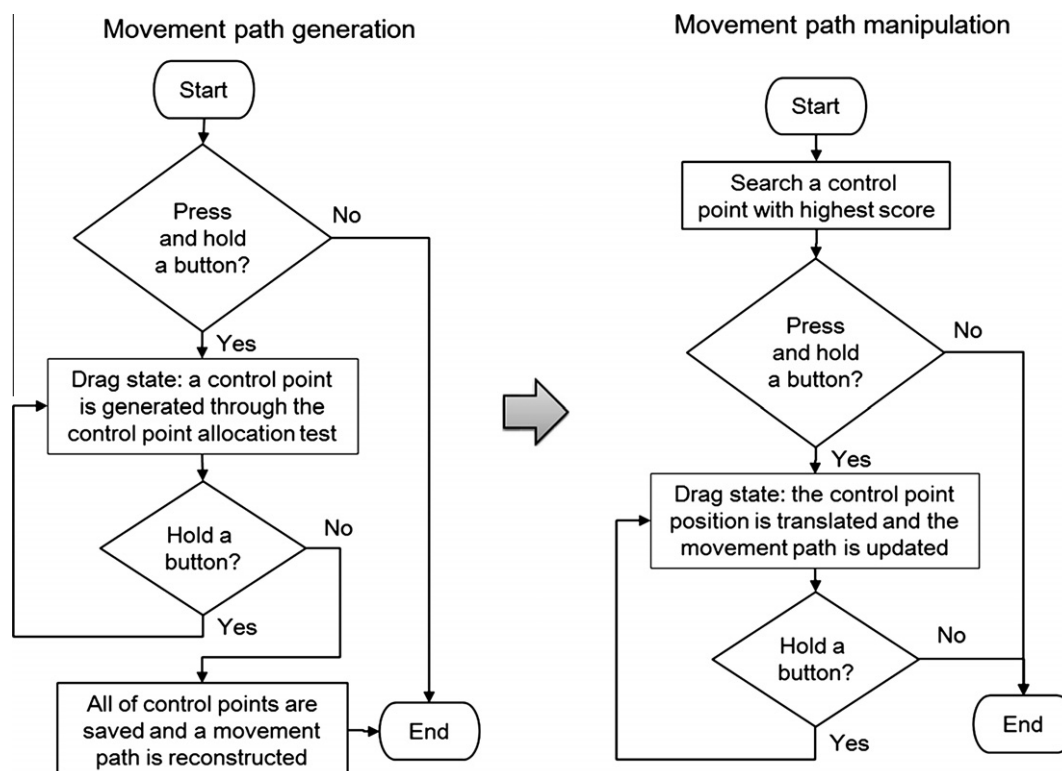 Movement path generation
Start
Press
and hold
a button?
No
Yes
Drag state: a control point
is generated through the
control point allocation test
Hold a
button?
No
Yes
All of control points are
saved and a movement
path is reconstructed
End
Movement path manipulation
Start
Search a control
point with highest score
Press
and hold
a button?
No
Yes
Drag state: the control point
position is translated and the
movement path is updated
Hold a
button?
No
Yes
End